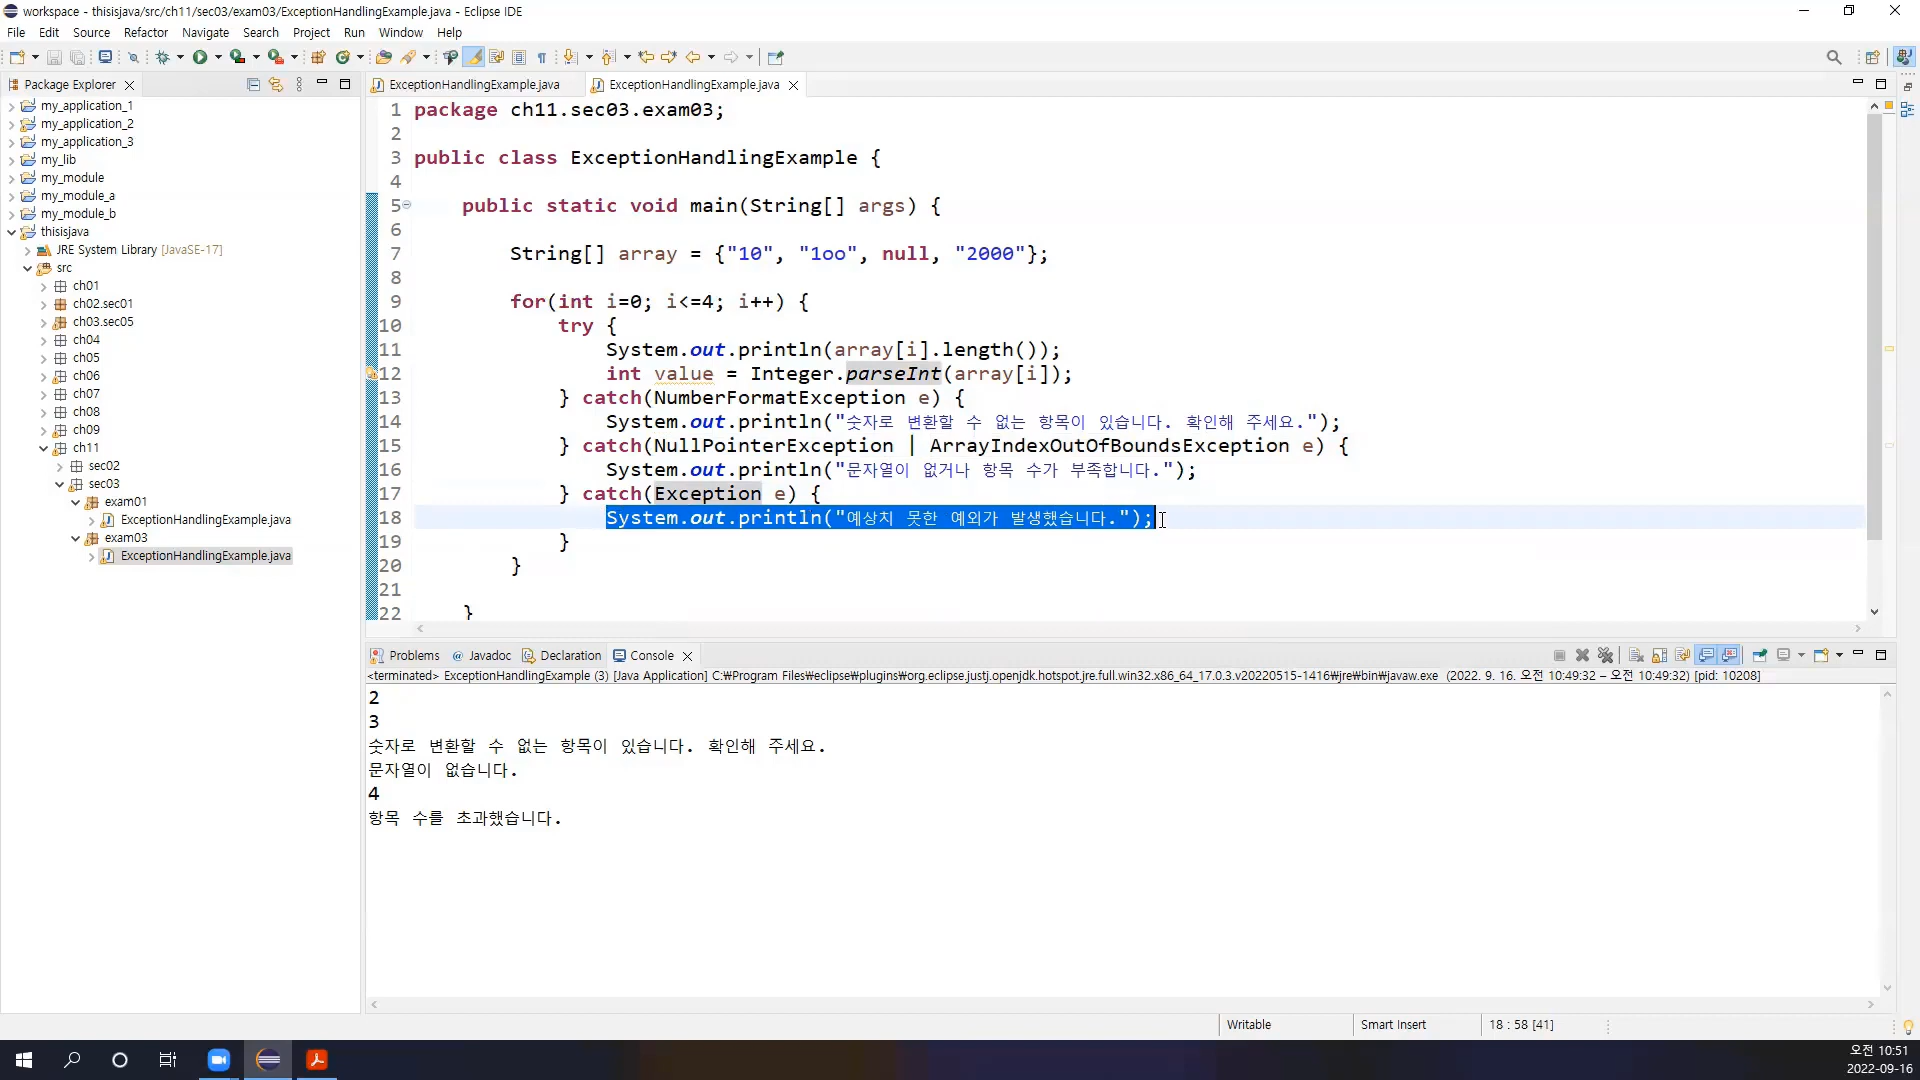 workspace - thisisjava/src/ch11/sec03/exam03/ExceptionHandlingExample.java - Eclipse IDE
File Edit Source Refactor Navigate Search Project Run Window Help
Package Explorer
ExceptionHandlingExample.java ExceptionHandlingExample.java
my_application_1
my_application_2
my_application_3
my_lib
my_module
my_module_a
my_module_b
thisisjava
JRE System Library [JavaSE-17]
src
ch01
ch02.sec01
ch03.sec05
ch04
ch05
ch06
ch07
ch08
ch09
ch11
sec02
sec03
exam01
ExceptionHandlingExample.java
exam03
ExceptionHandlingExample.java
1 package ch11.sec03.exam03;
2
3 public class ExceptionHandlingExample {
4
5 public static void main(String[] args) {
6
7 String[] array = {"10", "1oo", null, "2000"};
8
9 for(int i=0; i<=4; i++) {
10 try {
11 System.out.println(array[i].length());
12 int value = Integer.parseInt(array[i]);
13 } catch(NumberFormatException e) {
14 System.out.println("숫자로 변환할 수 없는 항목이 있습니다. 확인해 주세요.");
15 } catch(NullPointerException | ArrayIndexOutOfBoundsException e) {
16 System.out.println("문자열이 없거나 항목 수가 부족합니다.");
17 } catch(Exception e) {
18 System.out.println("예상치 못한 예외가 발생했습니다.");
19 }
20 }
21
22 }
Problems @ Javadoc Declaration Console
<terminated> ExceptionHandlingExample (3) [Java Application] C:₩Program Files₩eclipse₩plugins₩org.eclipse.justj.openjdk.hotspot.jre.full.win32.x86_64_17.0.3.v20220515-1416₩jre₩bin₩javaw.exe (2022. 9. 16. 오전 10:49:32 – 오전 10:49:32) [pid: 10208]
2
3
숫자로 변환할 수 없는 항목이 있습니다. 확인해 주세요.
문자열이 없습니다.
4
항목 수를 초과했습니다.
Writable Smart Insert 18 : 58 [41]
오전 10:51
2022-09-16